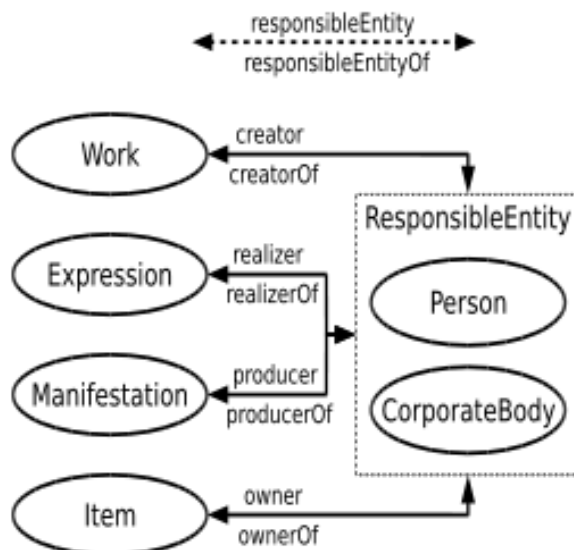 responsibleEntity
responsibleEntityOf
creator
Work
creatorOf
ResponsibleEntity
realizer
Expression
realizerOf
Person
producer
Manifestation
producerOf
CorporateBody
owner
Item
ownerOf